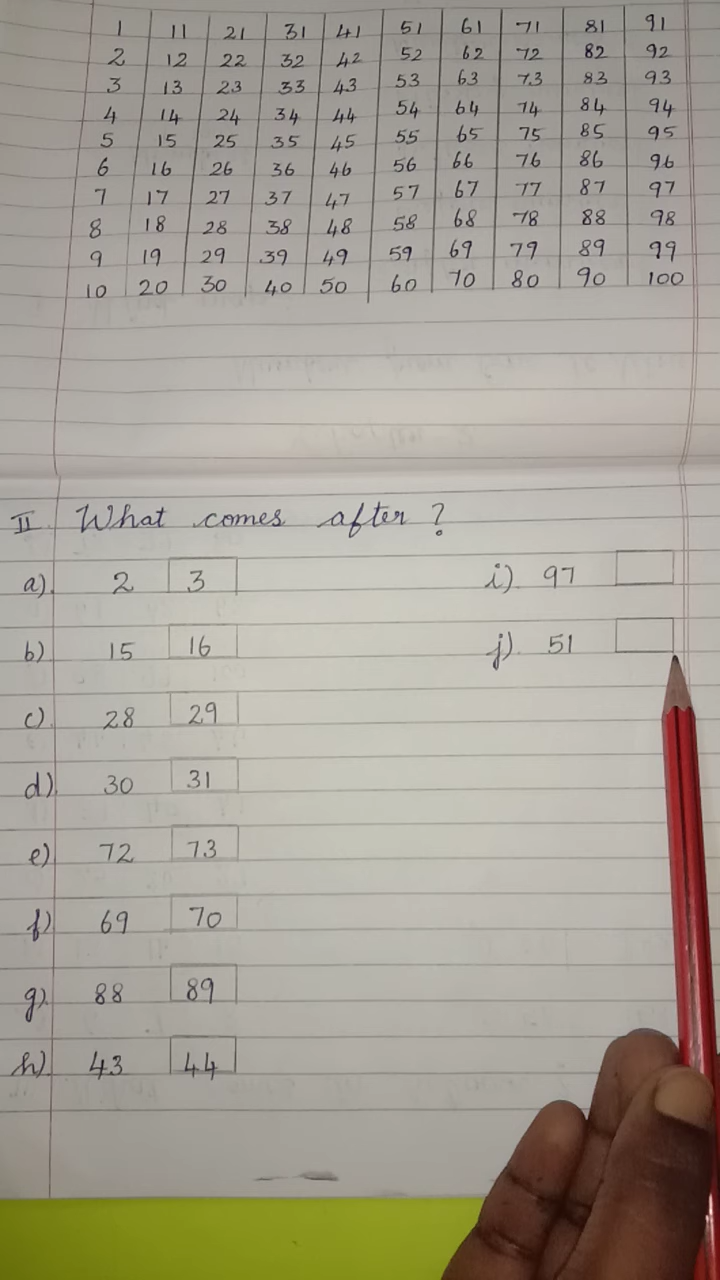 1 11 21 31 41 51 61 71 81 91
2 12 22 32 42 52 62 72 82 92
3 13 23 33 43 53 63 73 83 93
4 14 24 34 44 54 64 74 84 94
5 15 25 35 45 55 65 75 85 95
6 16 26 36 46 56 66 76 86 96
7 17 27 37 47 57 67 77 87 97
8 18 28 38 48 58 68 78 88 98
9 19 29 39 49 59 69 79 89 99
10 20 30 40 50 60 70 80 90 100
II What comes after ?
a) 2 3
b) 15 16
c) 28 29
d) 30 31
e) 72 73
f) 69 70
g) 88 89
h) 43 44
i) 97
j) 51